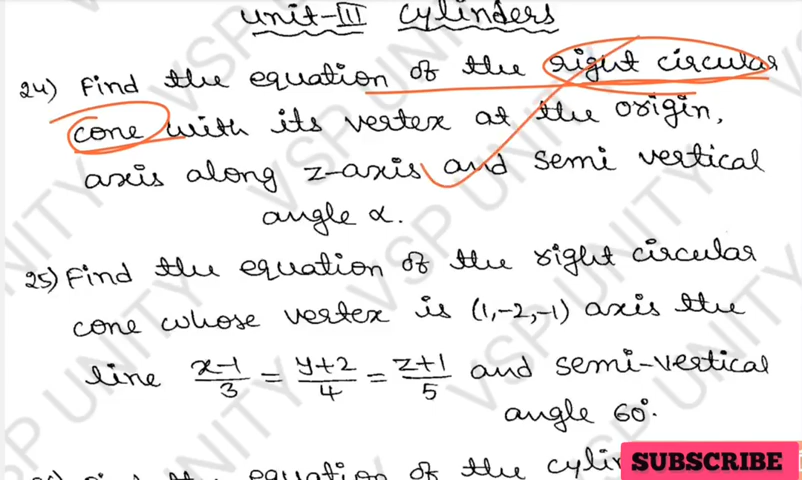 Unit-III Cylinders
24) Find the equation of the right circular
cone with its vertex at the origin,
axis along z-axis and semi vertical
angle α.
25) Find the equation of the right circular
cone whose vertex is (1,-2,-1) axis the
line x-1/3 = y+2/4 = z+1/5 and semi-vertical
angle 60°.
equation of the
SUBSCRIBE
VSP UNITY